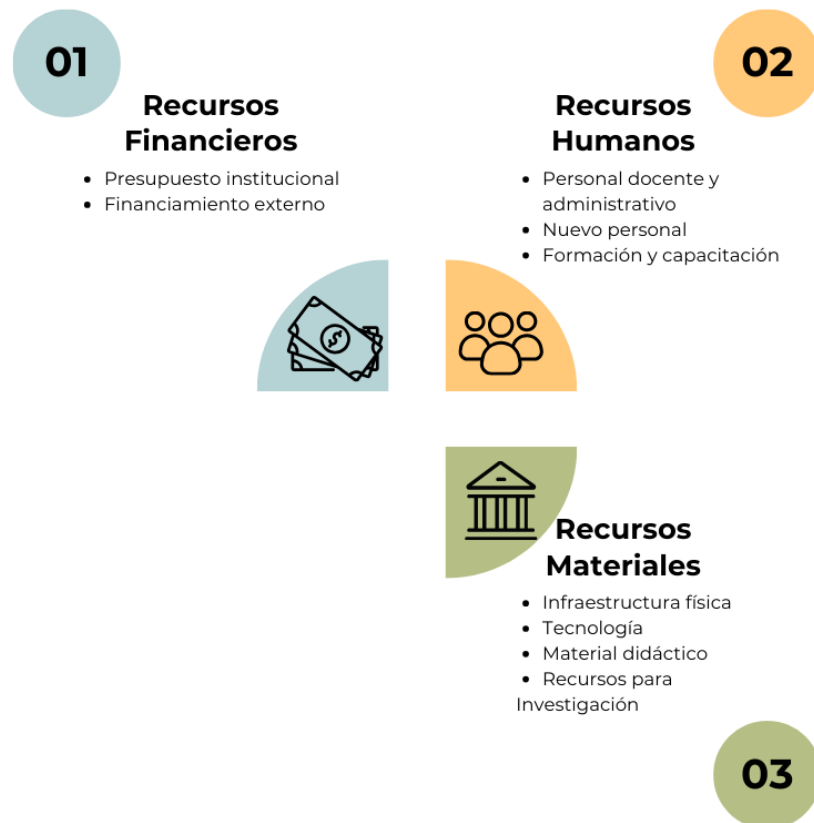 01
Recursos
Financieros
• Presupuesto institucional
• Financiamiento externo
02
Recursos
Humanos
• Personal docente y
administrativo
• Nuevo personal
• Formación y capacitación
$
Recursos
Materiales
• Infraestructura física
• Tecnología
• Material didáctico
• Recursos para
Investigación
03